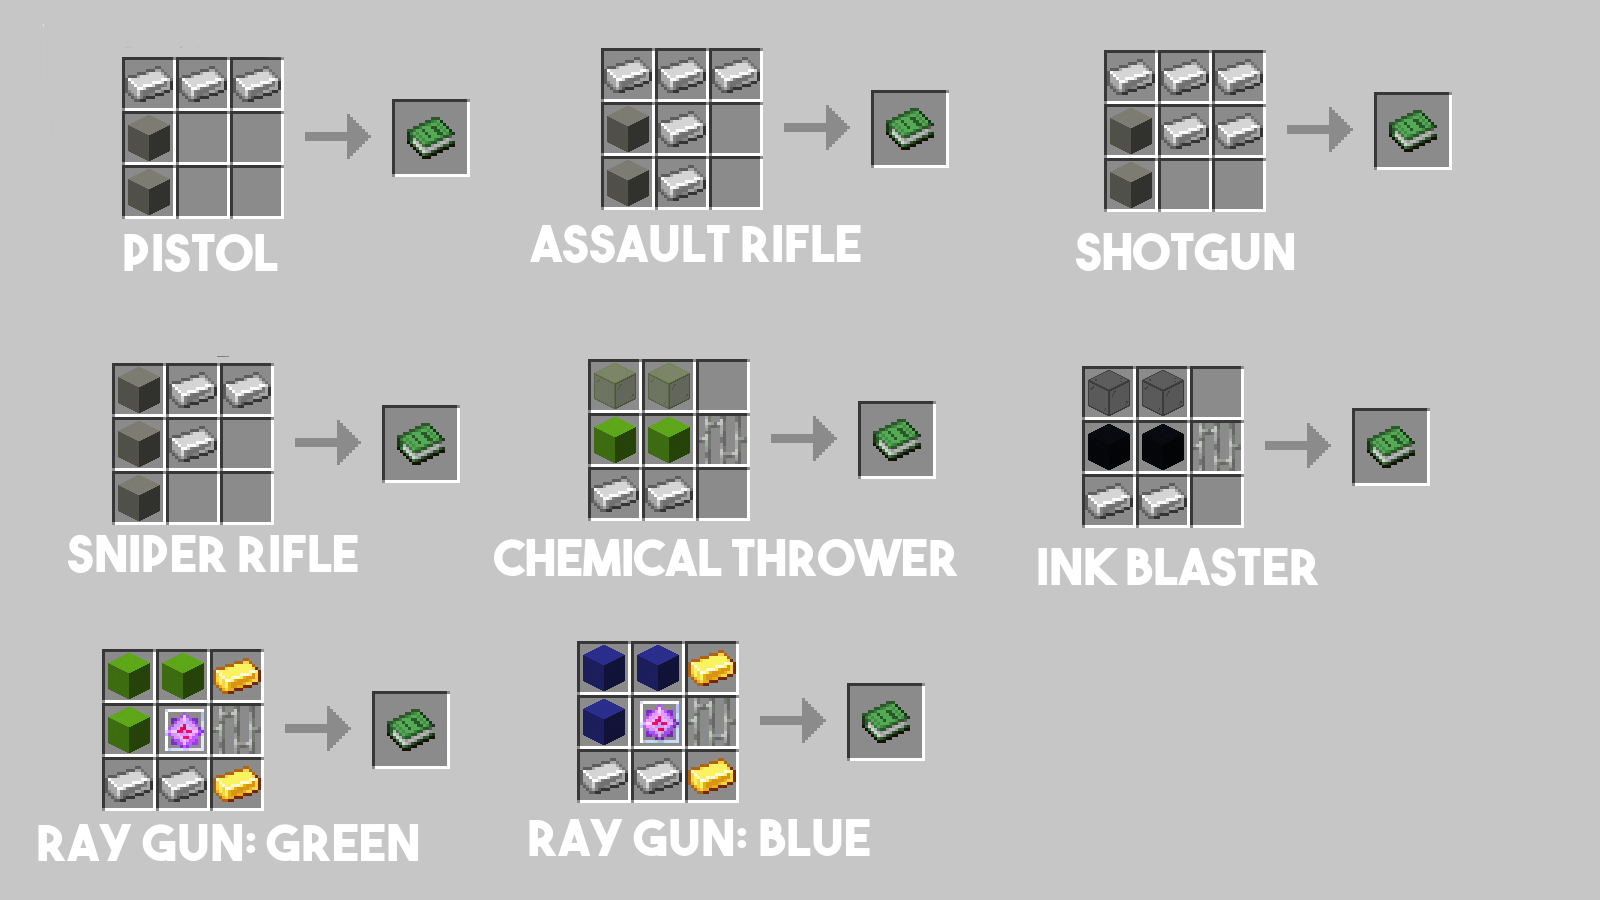 PISTOL
ASSAULT RIFLE
SHOTGUN
SNIPER RIFLE
CHEMICAL THROWER
INK BLASTER
RAY GUN: GREEN
RAY GUN: BLUE